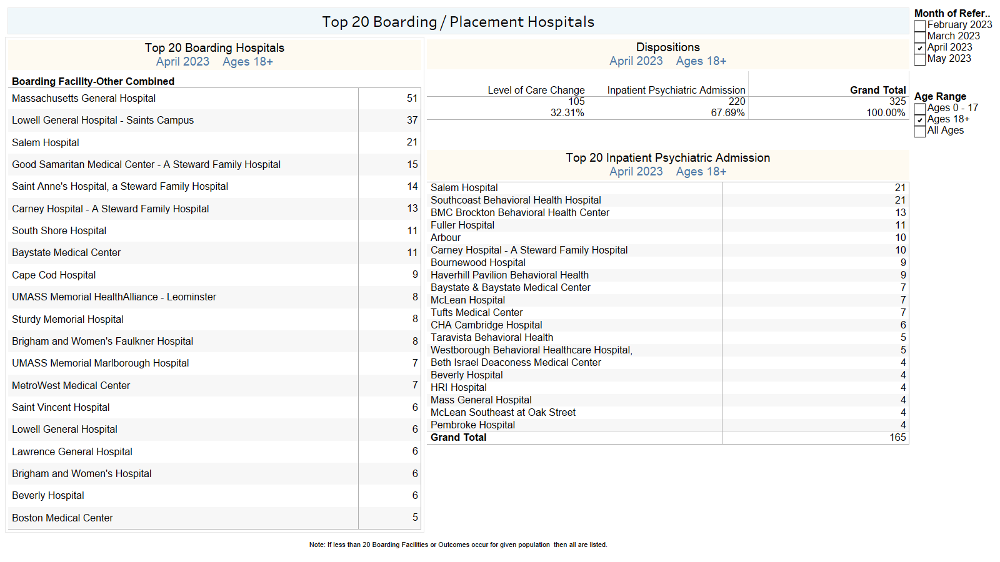 Top 20 Boarding / Placement Hospitals
Top 20 Boarding Hospitals
April 2023 Ages 18+
Boarding Facility-Other Combined
Massachusetts General Hospital 51
Lowell General Hospital - Saints Campus 37
Salem Hospital 21
Good Samaritan Medical Center - A Steward Family Hospital 15
Saint Anne's Hospital, a Steward Family Hospital 14
Carney Hospital - A Steward Family Hospital 13
South Shore Hospital 11
Baystate Medical Center 11
Cape Cod Hospital 9
UMASS Memorial HealthAlliance - Leominster 8
Sturdy Memorial Hospital 8
Brigham and Women's Faulkner Hospital 8
UMASS Memorial Marlborough Hospital 7
MetroWest Medical Center 7
Saint Vincent Hospital 6
Lowell General Hospital 6
Lawrence General Hospital 6
Brigham and Women's Hospital 6
Beverly Hospital 6
Boston Medical Center 5
Dispositions
April 2023 Ages 18+
Level of Care Change Inpatient Psychiatric Admission Grand Total
105 220 325
32.31% 67.69% 100.00%
Top 20 Inpatient Psychiatric Admission
April 2023 Ages 18+
Salem Hospital 21
Southcoast Behavioral Health Hospital 21
BMC Brockton Behavioral Health Center 13
Fuller Hospital 11
Arbour 10
Carney Hospital - A Steward Family Hospital 10
Bournewood Hospital 9
Haverhill Pavilion Behavioral Health 9
Baystate & Baystate Medical Center 7
McLean Hospital 7
Tufts Medical Center 7
CHA Cambridge Hospital 6
Taravista Behavioral Health 5
Westborough Behavioral Healthcare Hospital, 5
Beth Israel Deaconess Medical Center 4
Beverly Hospital 4
HRI Hospital 4
Mass General Hospital 4
McLean Southeast at Oak Street 4
Pembroke Hospital 4
Grand Total 165
Month of Refer..
February 2023
March 2023
April 2023
May 2023
Age Range
Ages 0 - 17
Ages 18+
All Ages
Note: If less than 20 Boarding Facilities or Outcomes occur for given population then all are listed.